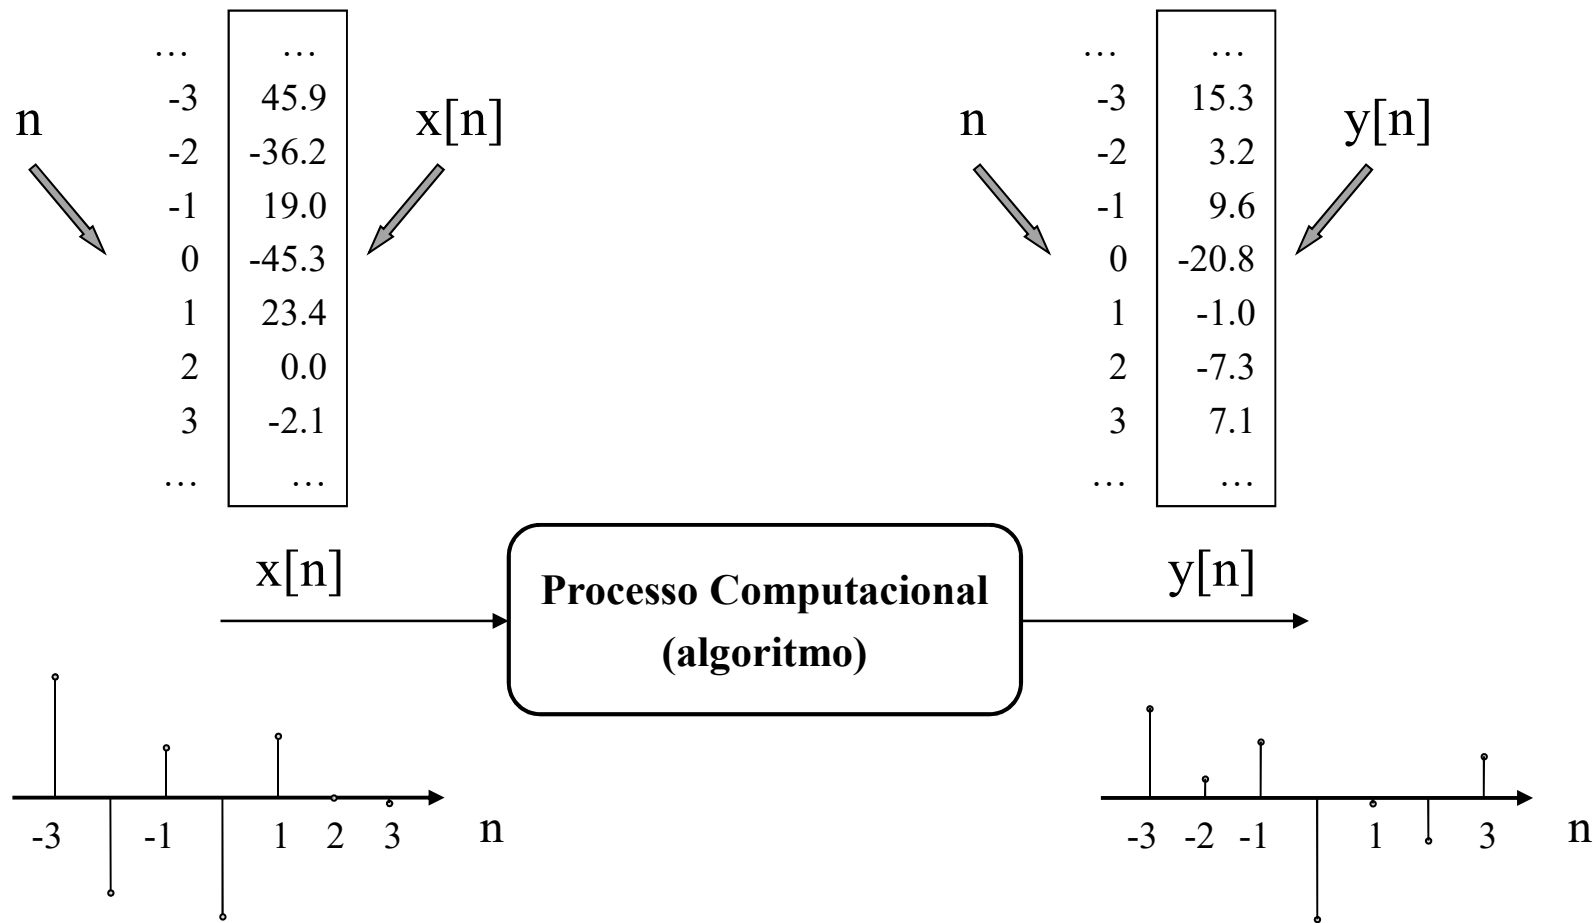 … … … …
-3 45.9 -3 15.3
n x[n] n y[n]
-2 -36.2 -2 3.2
-1 19.0 -1 9.6
0 -45.3 0 -20.8
1 23.4 1 -1.0
2 0.0 2 -7.3
3 -2.1 3 7.1
… … … …
x[n] y[n]
Processo Computacional
(algoritmo)
-3 -1 1 2 3 n
-3 -2 -1 1 3 n